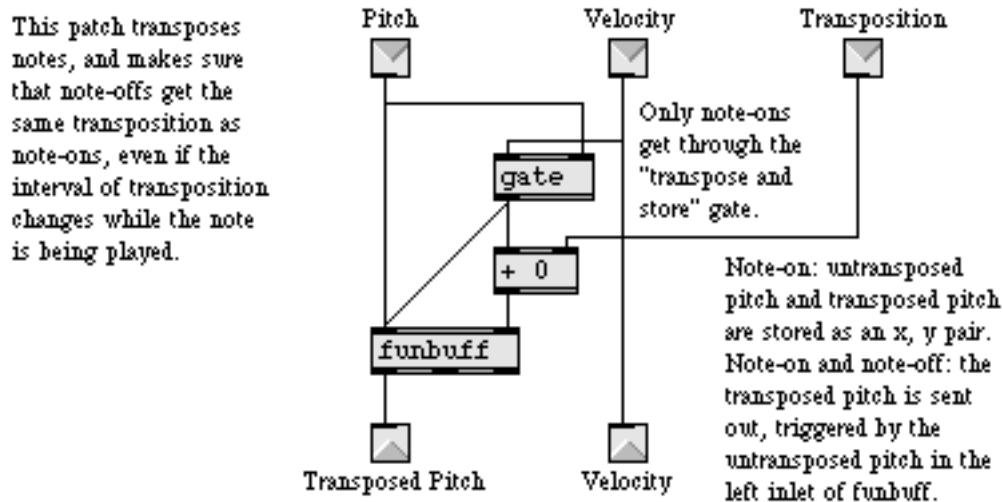 This patch transposes
notes, and makes sure
that note-offs get the
same transposition as
note-ons, even if the
interval of transposition
changes while the note
is being played.
Pitch
Velocity
Transposition
Only note-ons
get through the
"transpose and
store" gate.
gate
+ 0
funbuff
Note-on: untransposed
pitch and transposed pitch
are stored as an x, y pair.
Note-on and note-off: the
transposed pitch is sent
out, triggered by the
untransposed pitch in the
left inlet of funbuff.
Transposed Pitch
Velocity